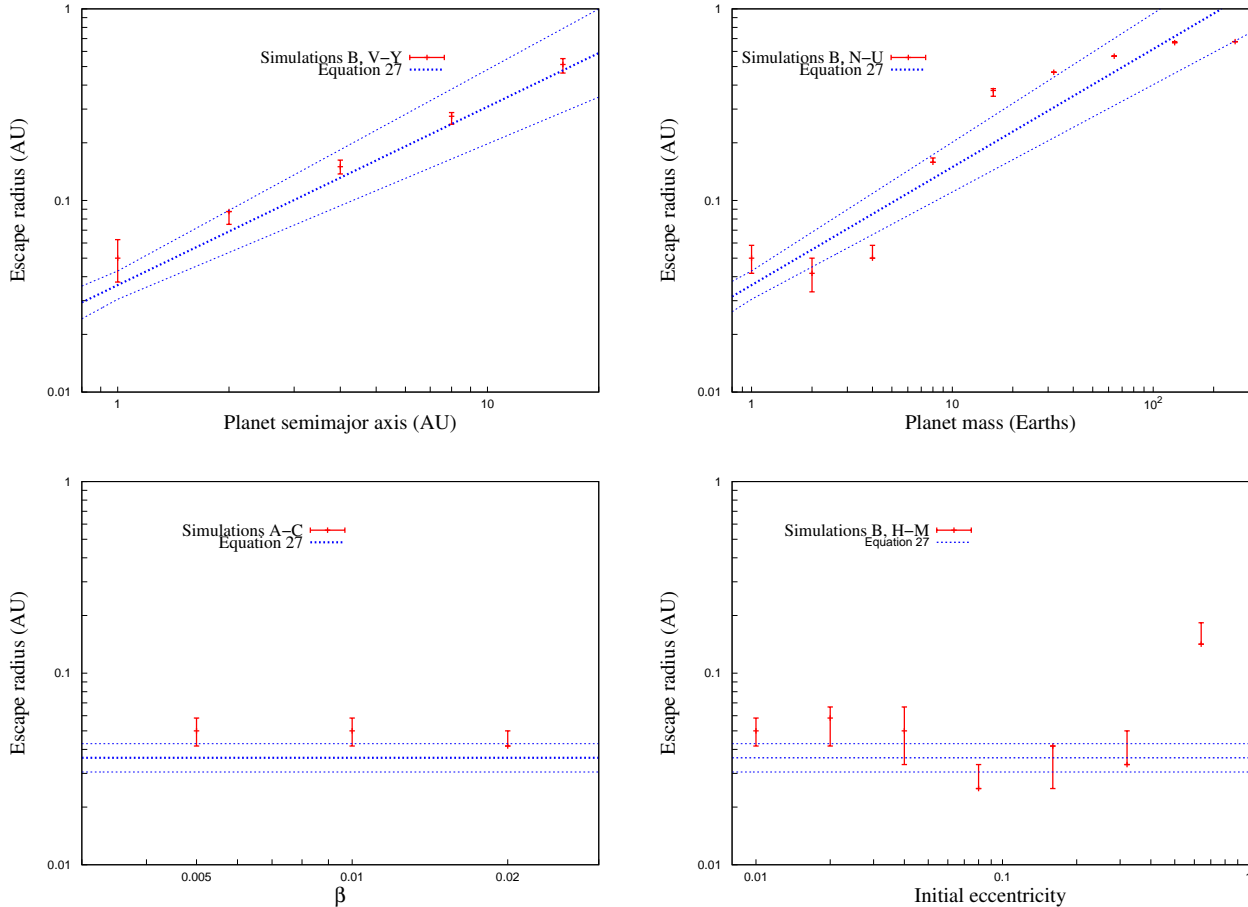 1
0.1
0.01
1
10
Escape radius (AU)
Planet semimajor axis (AU)
Simulations B, V−Y
Equation 27
1
0.1
0.01
1
10
10²
Escape radius (AU)
Planet mass (Earths)
Simulations B, N−U
Equation 27
1
0.1
0.01
0.005
0.01
0.02
Escape radius (AU)
β
Simulations A−C
Equation 27
1
0.1
0.01
0.01
0.1
1
Escape radius (AU)
Initial eccentricity
Simulations B, H−M
Equation 27